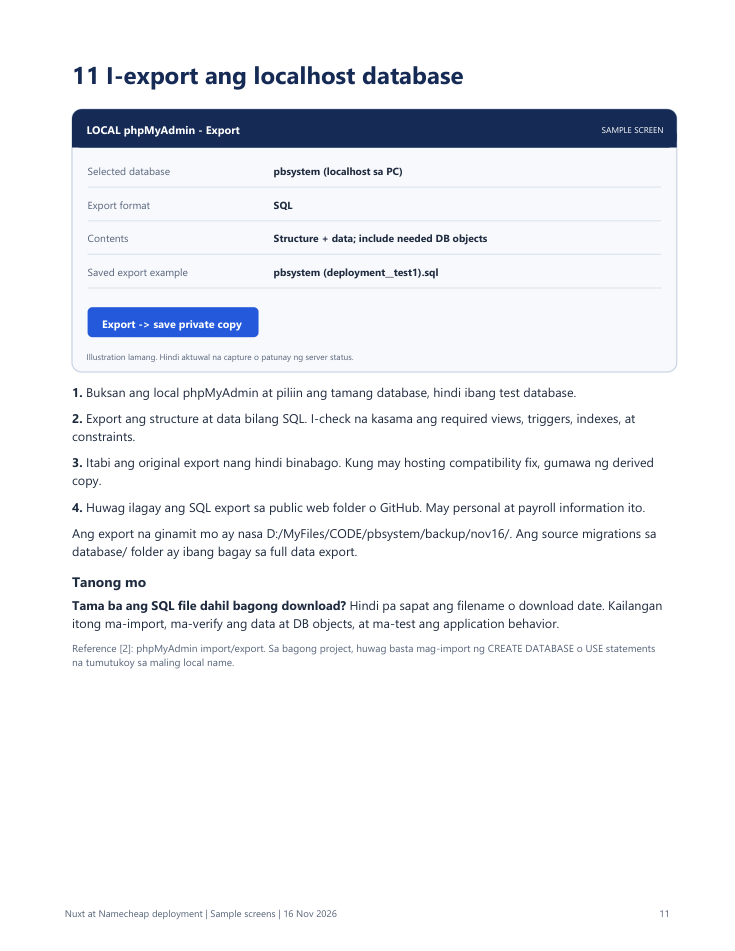 11 I-export ang localhost database
LOCAL phpMyAdmin - Export
SAMPLE SCREEN
Selected database
pbsystem (localhost sa PC)
Export format
SQL
Contents
Structure + data; include needed DB objects
Saved export example
pbsystem (deployment__test1).sql
Export -> save private copy
Illustration lamang. Hindi aktuwal na capture o patunay ng server status.
1. Buksan ang local phpMyAdmin at piliin ang tamang database, hindi ibang test database.
2. Export ang structure at data bilang SQL. I-check na kasama ang required views, triggers, indexes, at
constraints.
3. Itabi ang original export nang hindi binabago. Kung may hosting compatibility fix, gumawa ng derived
copy.
4. Huwag ilagay ang SQL export sa public web folder o GitHub. May personal at payroll information ito.
Ang export na ginamit mo ay nasa D:/MyFiles/CODE/pbsystem/backup/nov16/. Ang source migrations sa
database/ folder ay ibang bagay sa full data export.
Tanong mo
Tama ba ang SQL file dahil bagong download? Hindi pa sapat ang filename o download date. Kailangan
itong ma-import, ma-verify ang data at DB objects, at ma-test ang application behavior.
Reference [2]: phpMyAdmin import/export. Sa bagong project, huwag basta mag-import ng CREATE DATABASE o USE statements
na tumutukoy sa maling local name.
Nuxt at Namecheap deployment | Sample screens | 16 Nov 2026
11